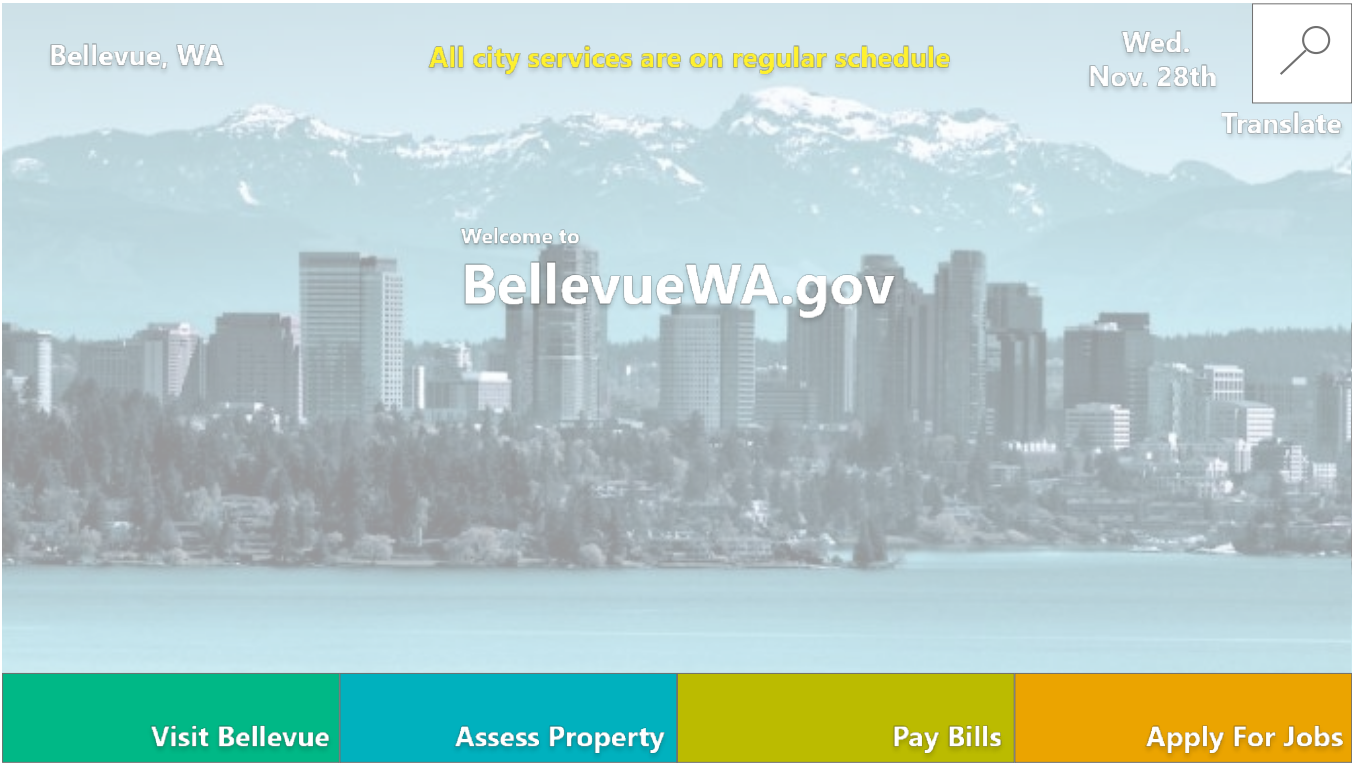 Bellevue, WA
All city services are on regular schedule
Wed.
Nov. 28th
Translate
Welcome to
BellevueWA.gov
Visit Bellevue
Assess Property
Pay Bills
Apply For Jobs